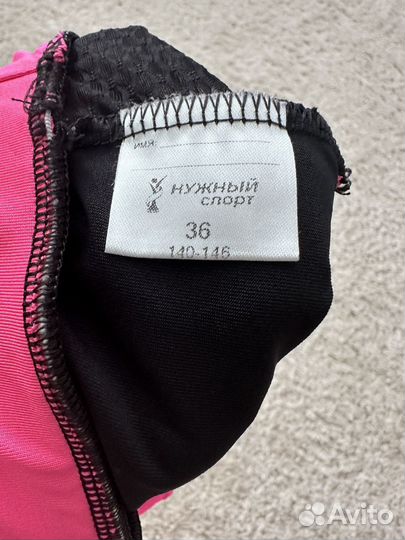 ИМЯ:
НУЖНЫЙ
спорт
36
140-146
Avito